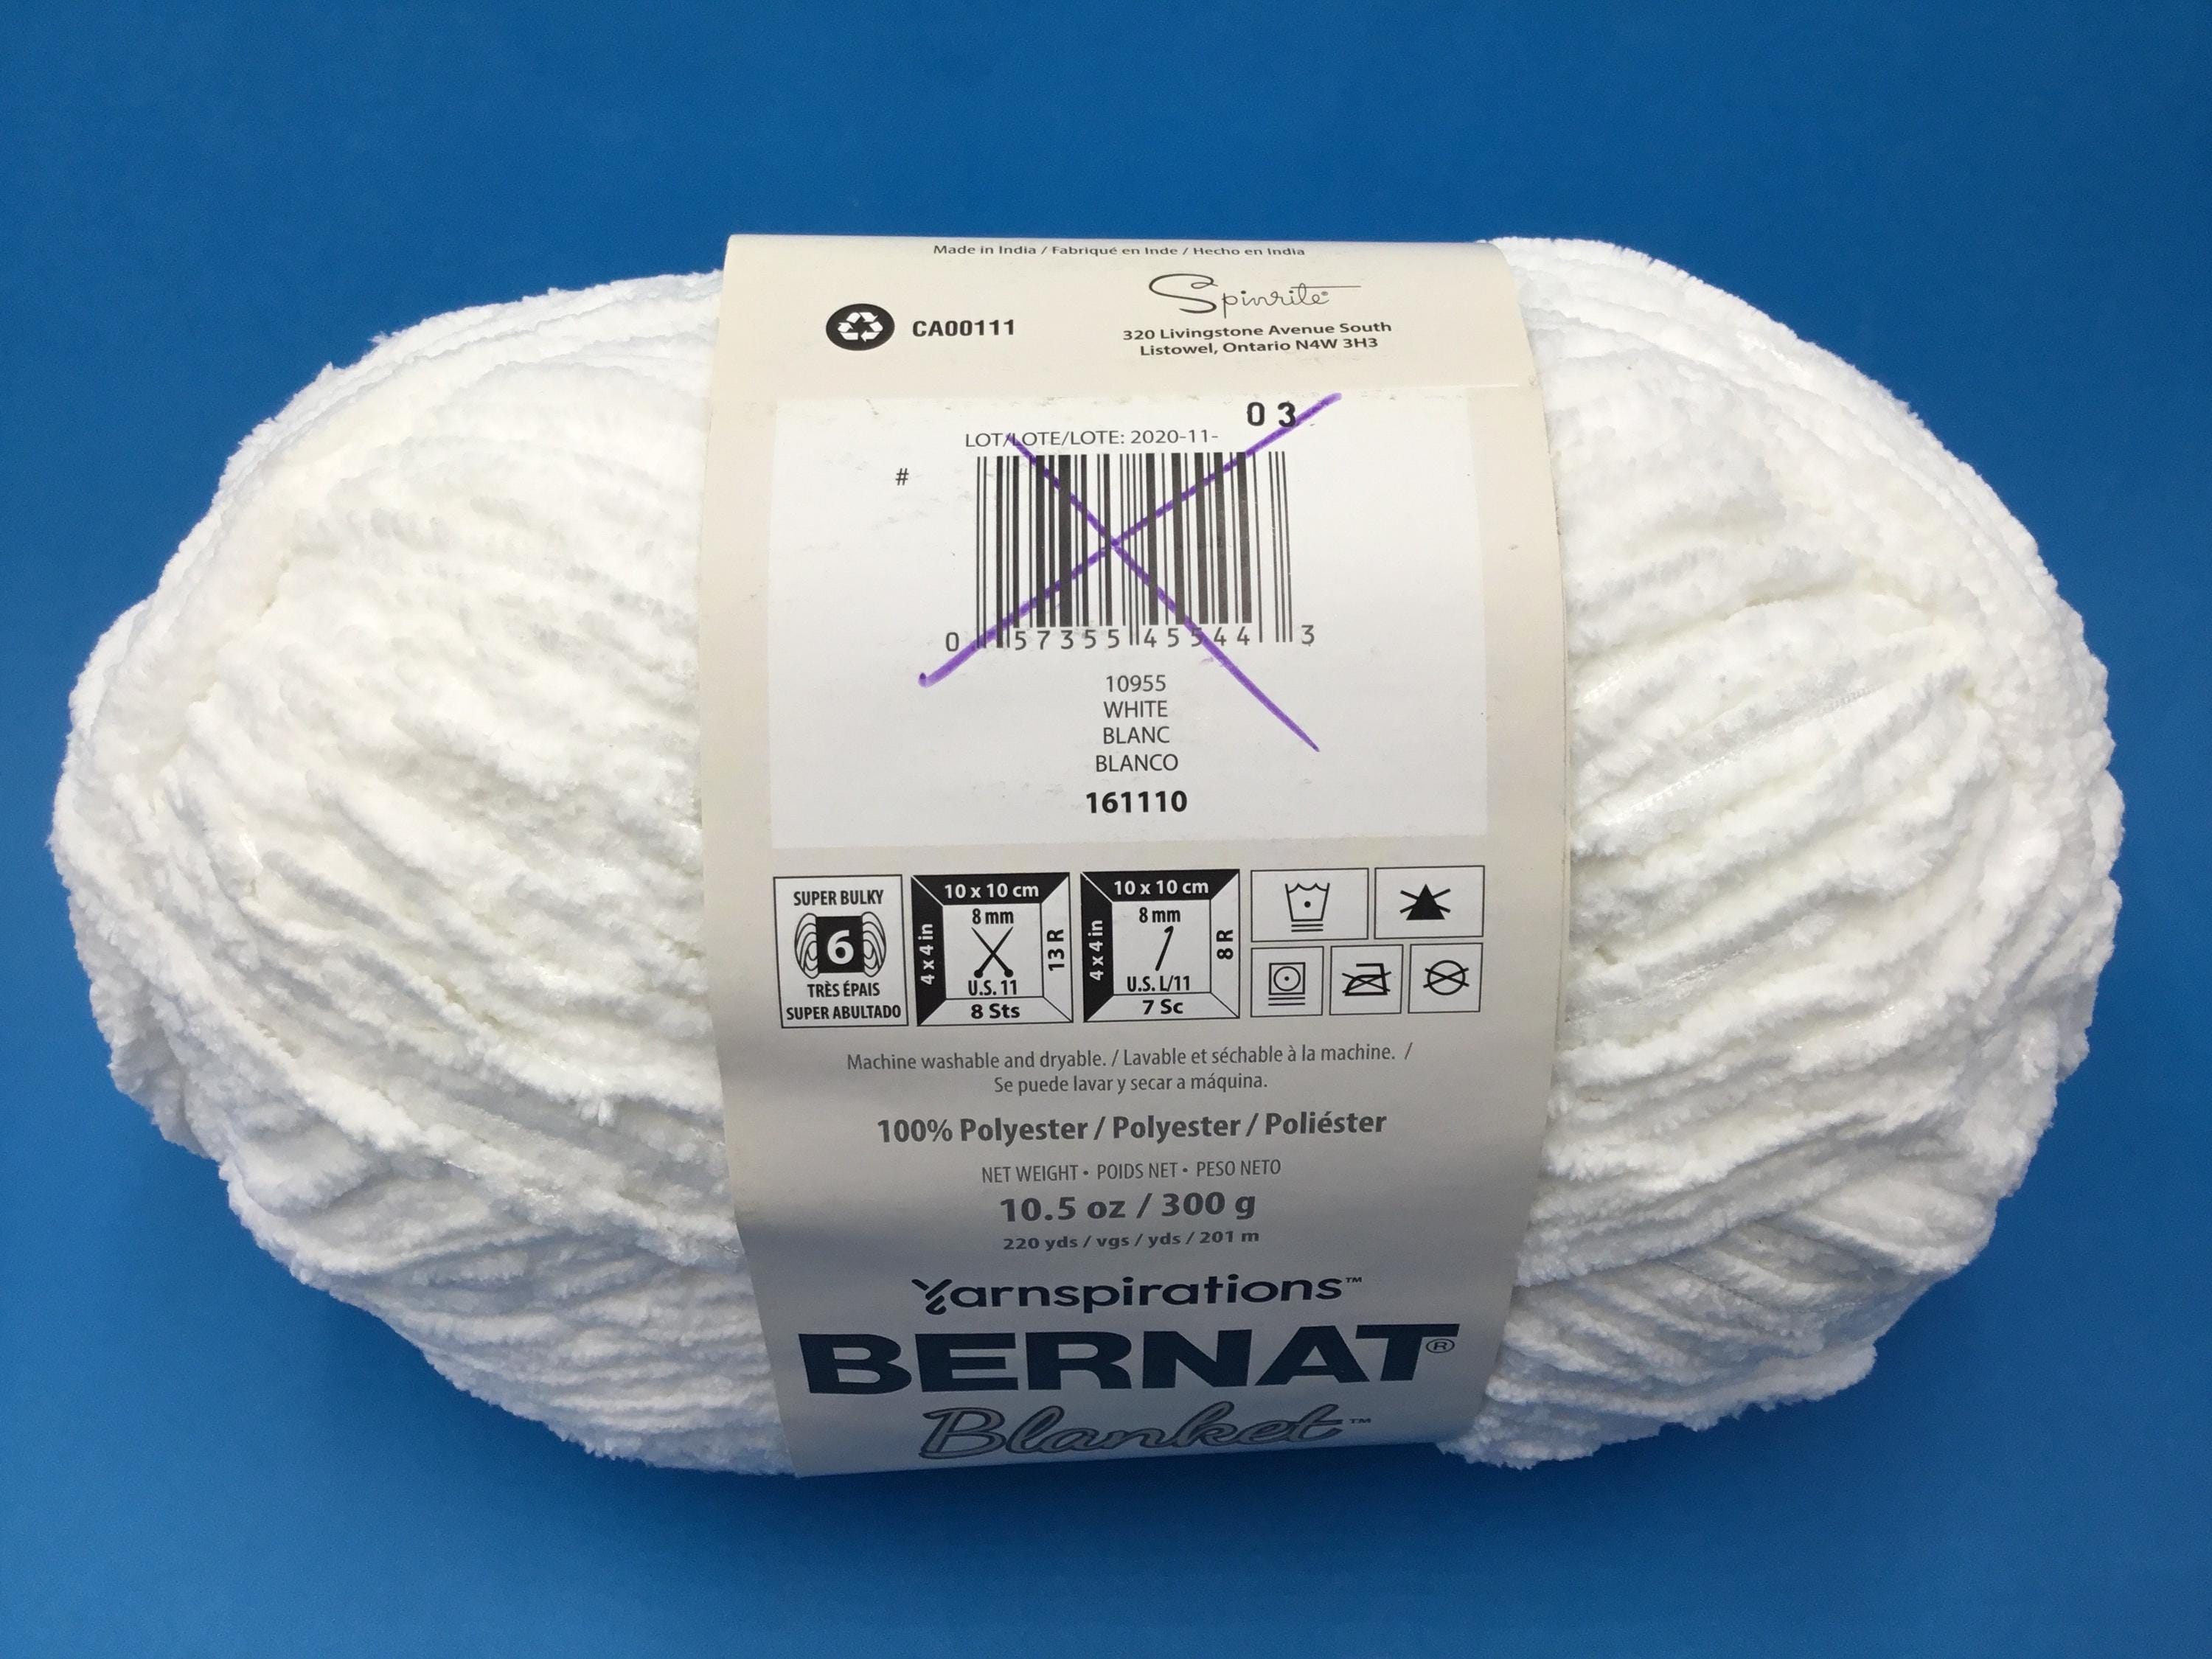 Made in India / Fabriqué en Inde / Hecho en India
Spinrite®
CA00111
320 Livingstone Avenue South
Listowel, Ontario N4W 3H3
03
LOT/LOTE/LOTE: 2020-11-
#
0 57355 45544 3
10955
WHITE
BLANC
BLANCO
161110
SUPER BULKY
6
TRÈS ÉPAIS
SUPER ABULTADO
10 x 10 cm
4 x 4 in
8 mm
13 R
U.S. 11
8 Sts
10 x 10 cm
4 x 4 in
8 mm
8 R
U.S. L/11
7 Sc
Machine washable and dryable. / Lavable et séchable à la machine. /
Se puede lavar y secar a máquina.
100% Polyester / Polyester / Poliéster
NET WEIGHT • POIDS NET • PESO NETO
10.5 oz / 300 g
220 yds / vgs / yds / 201 m
Yarnspirations™
BERNAT®
Blanket™